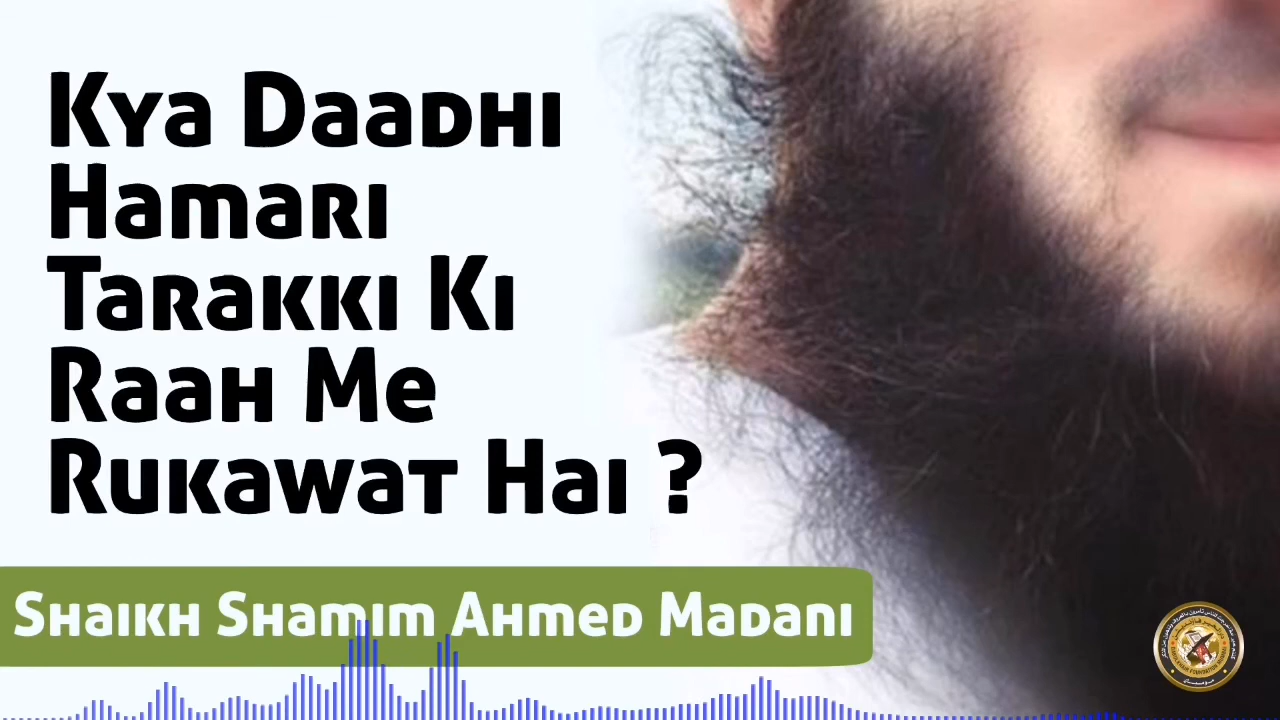 Kya Daadhi
Hamari
Tarakki Ki
Raah Me
Rukawat Hai ?
Shaikh Shamim Ahmed Madani